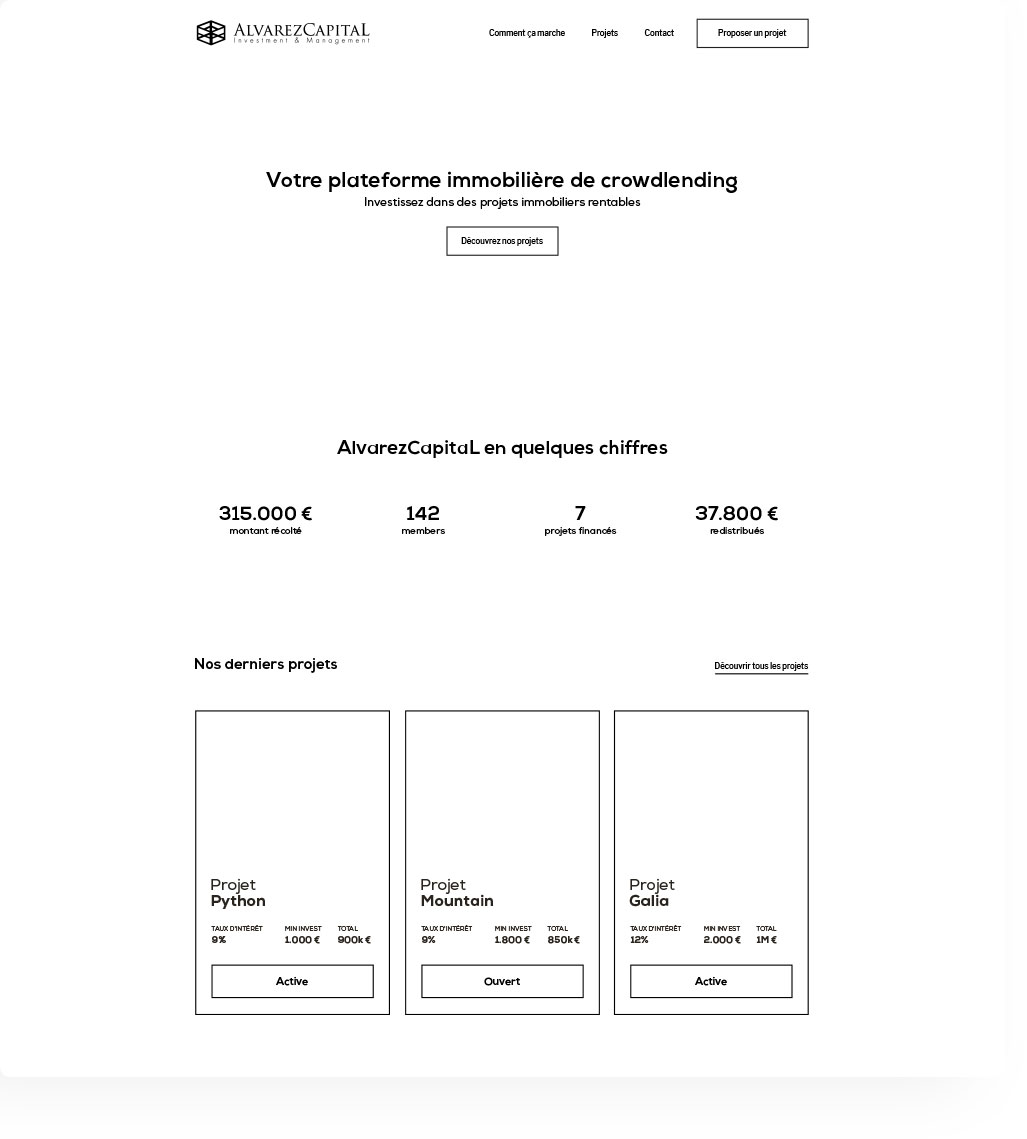 ALVAREZCAPITAL
Investment & Management
Comment ça marche Projets Contact Proposer un projet
Votre plateforme immobilière de crowdlending
Investissez dans des projets immobiliers rentables
Découvrez nos projets
AlvarezCapitaL en quelques chiffres
315.000 € 142 7 37.800 €
montant récolté members projets financés redistribués
Nos derniers projets Découvrir tous les projets
Projet Projet Projet
Python Mountain Galia
TAUX D'INTÉRÊT MIN INVEST TOTAL TAUX D'INTÉRÊT MIN INVEST TOTAL TAUX D'INTÉRÊT MIN INVEST TOTAL
9% 1.000 € 900k € 9% 1.800 € 850k € 12% 2.000 € 1M €
Active Ouvert Active